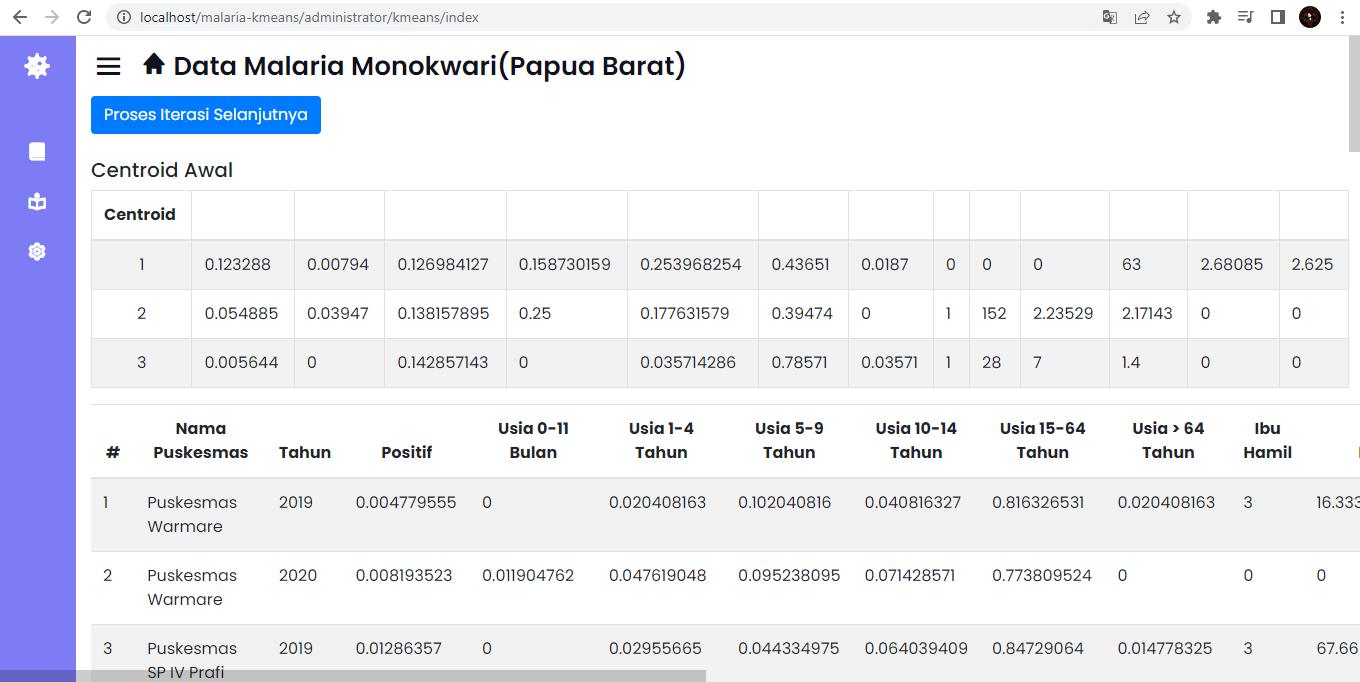 localhost/malaria-kmeans/administrator/kmeans/index
Data Malaria Monokwari(Papua Barat)
Proses Iterasi Selanjutnya
Centroid Awal
Centroid
1 0.123288 0.00794 0.126984127 0.158730159 0.253968254 0.43651 0.0187 0 0 0 63 2.68085 2.625
2 0.054885 0.03947 0.138157895 0.25 0.177631579 0.39474 0 1 152 2.23529 2.17143 0 0
3 0.005644 0 0.142857143 0 0.035714286 0.78571 0.03571 1 28 7 1.4 0 0
# Nama Puskesmas Tahun Positif Usia 0-11 Bulan Usia 1-4 Tahun Usia 5-9 Tahun Usia 10-14 Tahun Usia 15-64 Tahun Usia > 64 Tahun Ibu Hamil
1 Puskesmas Warmare 2019 0.004779555 0 0.020408163 0.102040816 0.040816327 0.816326531 0.020408163 3 16.333
2 Puskesmas Warmare 2020 0.008193523 0.011904762 0.047619048 0.095238095 0.071428571 0.773809524 0 0 0
3 Puskesmas SP IV Prafi 2019 0.01286357 0 0.02955665 0.044334975 0.064039409 0.84729064 0.014778325 3 67.66